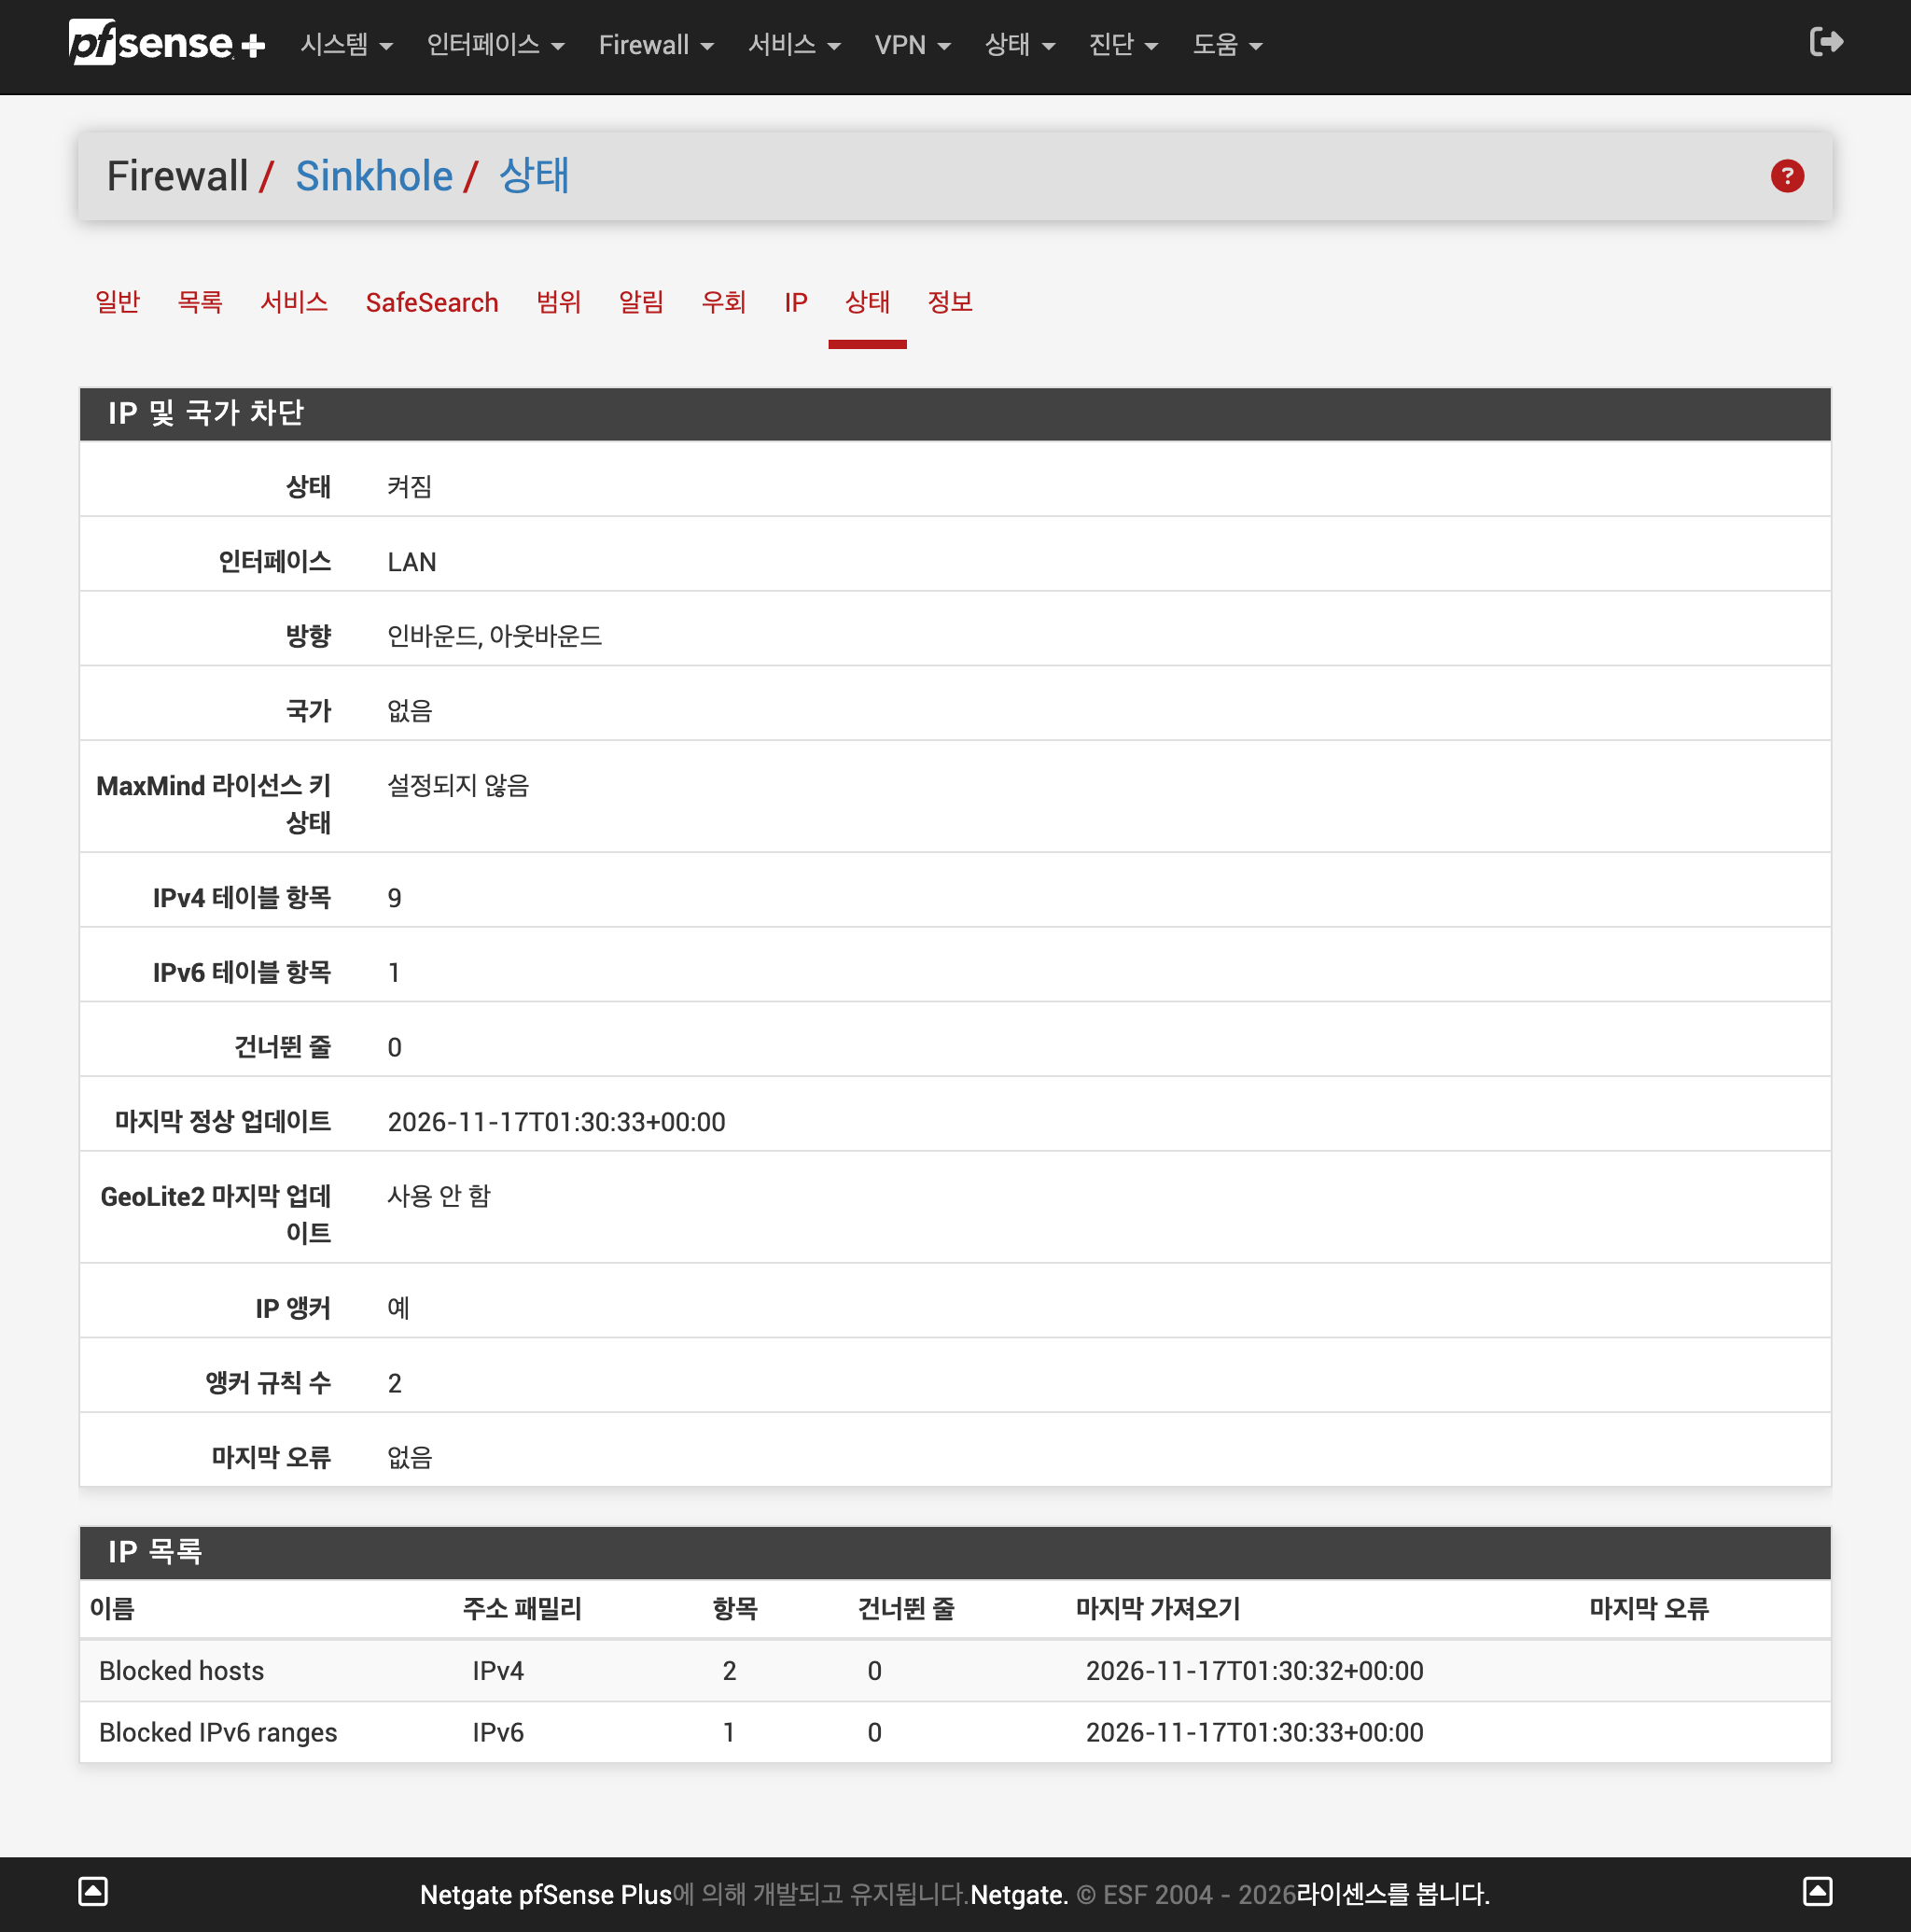 pfsense+ 시스템 인터페이스 Firewall 서비스 VPN 상태 진단 도움
Firewall / Sinkhole / 상태 ?
일반 목록 서비스 SafeSearch 범위 알림 우회 IP 상태 정보
IP 및 국가 차단
상태 켜짐
인터페이스 LAN
방향 인바운드, 아웃바운드
국가 없음
MaxMind 라이선스 키 설정되지 않음
상태
IPv4 테이블 항목 9
IPv6 테이블 항목 1
건너뛴 줄 0
마지막 정상 업데이트 2026-11-17T01:30:33+00:00
GeoLite2 마지막 업데 사용 안 함
이트
IP 앵커 예
앵커 규칙 수 2
마지막 오류 없음
IP 목록
이름 주소 패밀리 항목 건너뛴 줄 마지막 가져오기 마지막 오류
Blocked hosts IPv4 2 0 2026-11-17T01:30:32+00:00
Blocked IPv6 ranges IPv6 1 0 2026-11-17T01:30:33+00:00
Netgate pfSense Plus에 의해 개발되고 유지됩니다.Netgate. © ESF 2004 - 2026라이센스를 봅니다.